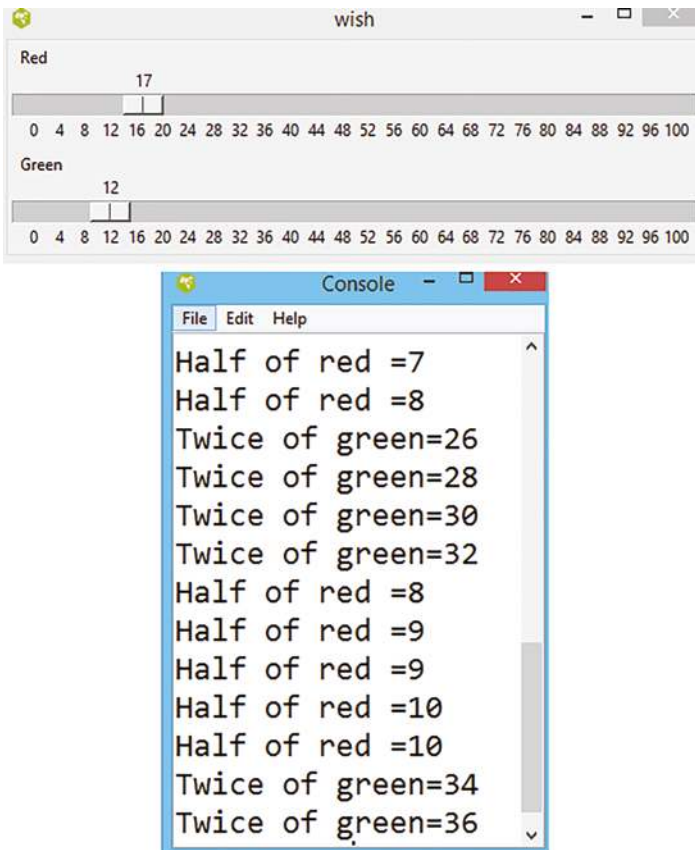 wish
Red
17
0 4 8 12 16 20 24 28 32 36 40 44 48 52 56 60 64 68 72 76 80 84 88 92 96 100
Green
12
0 4 8 12 16 20 24 28 32 36 40 44 48 52 56 60 64 68 72 76 80 84 88 92 96 100
Console
File Edit Help
Half of red =7
Half of red =8
Twice of green=26
Twice of green=28
Twice of green=30
Twice of green=32
Half of red =8
Half of red =9
Half of red =9
Half of red =10
Half of red =10
Twice of green=34
Twice of green=36